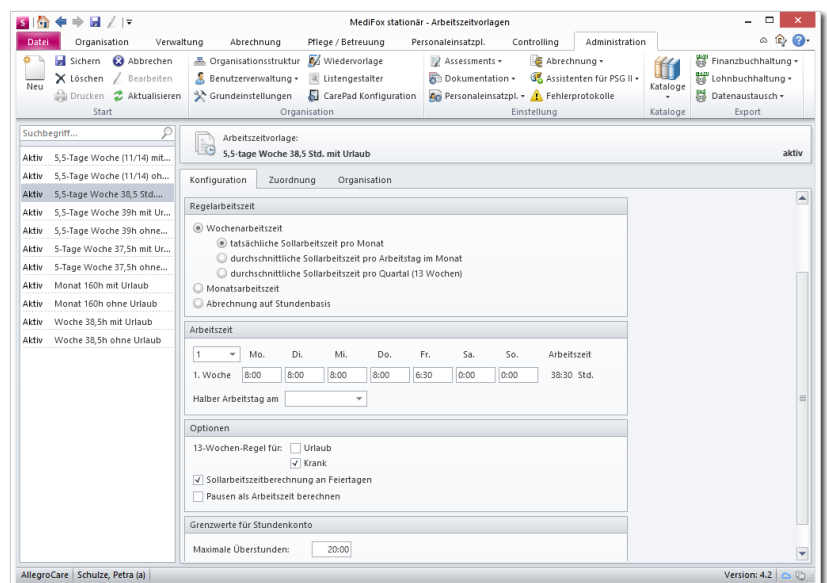 MediFox stationär - Arbeitszeitvorlagen
Datei Organisation Verwaltung Abrechnung Pflege / Betreuung Personaleinsatzpl. Controlling Administration
Neu
Sichern Abbrechen
Löschen Bearbeiten
Drucken Aktualisieren
Start
Organisationsstruktur Wiedervorlage
Benutzerverwaltung Listengestalter
Grundeinstellungen CarePad Konfiguration
Organisation
Assessments Abrechnung
Dokumentation Assistenten für PSG II
Personaleinsatzpl. Fehlerprotokolle
Einstellung
Kataloge
Kataloge
Finanzbuchhaltung
Lohnbuchhaltung
Datenaustausch
Export
Suchbegriff...
Aktiv 5,5-Tage Woche (11/14) mit...
Aktiv 5,5-Tage Woche (11/14) oh...
Aktiv 5,5-tage Woche 38,5 Std....
Aktiv 5,5-Tage Woche 39h mit Ur...
Aktiv 5,5-Tage Woche 39h ohne...
Aktiv 5-Tage Woche 37,5h mit Ur...
Aktiv 5-Tage Woche 37,5h ohne...
Aktiv Monat 160h mit Urlaub
Aktiv Monat 160h ohne Urlaub
Aktiv Woche 38,5h mit Urlaub
Aktiv Woche 38,5h ohne Urlaub
Arbeitszeitvorlage:
5,5-tage Woche 38,5 Std. mit Urlaub aktiv
Konfiguration Zuordnung Organisation
Regelarbeitszeit
Wochenarbeitszeit
tatsächliche Sollarbeitszeit pro Monat
durchschnittliche Sollarbeitszeit pro Arbeitstag im Monat
durchschnittliche Sollarbeitszeit pro Quartal (13 Wochen)
Monatsarbeitszeit
Abrechnung auf Stundenbasis
Arbeitszeit
1 Mo. Di. Mi. Do. Fr. Sa. So. Arbeitszeit
1. Woche 8:00 8:00 8:00 8:00 6:30 0:00 0:00 38:30 Std.
Halber Arbeitstag am
Optionen
13-Wochen-Regel für: Urlaub
Krank
Sollarbeitszeitberechnung an Feiertagen
Pausen als Arbeitszeit berechnen
Grenzwerte für Stundenkonto
Maximale Überstunden: 20:00
AllegroCare Schulze, Petra (a) Version: 4.2